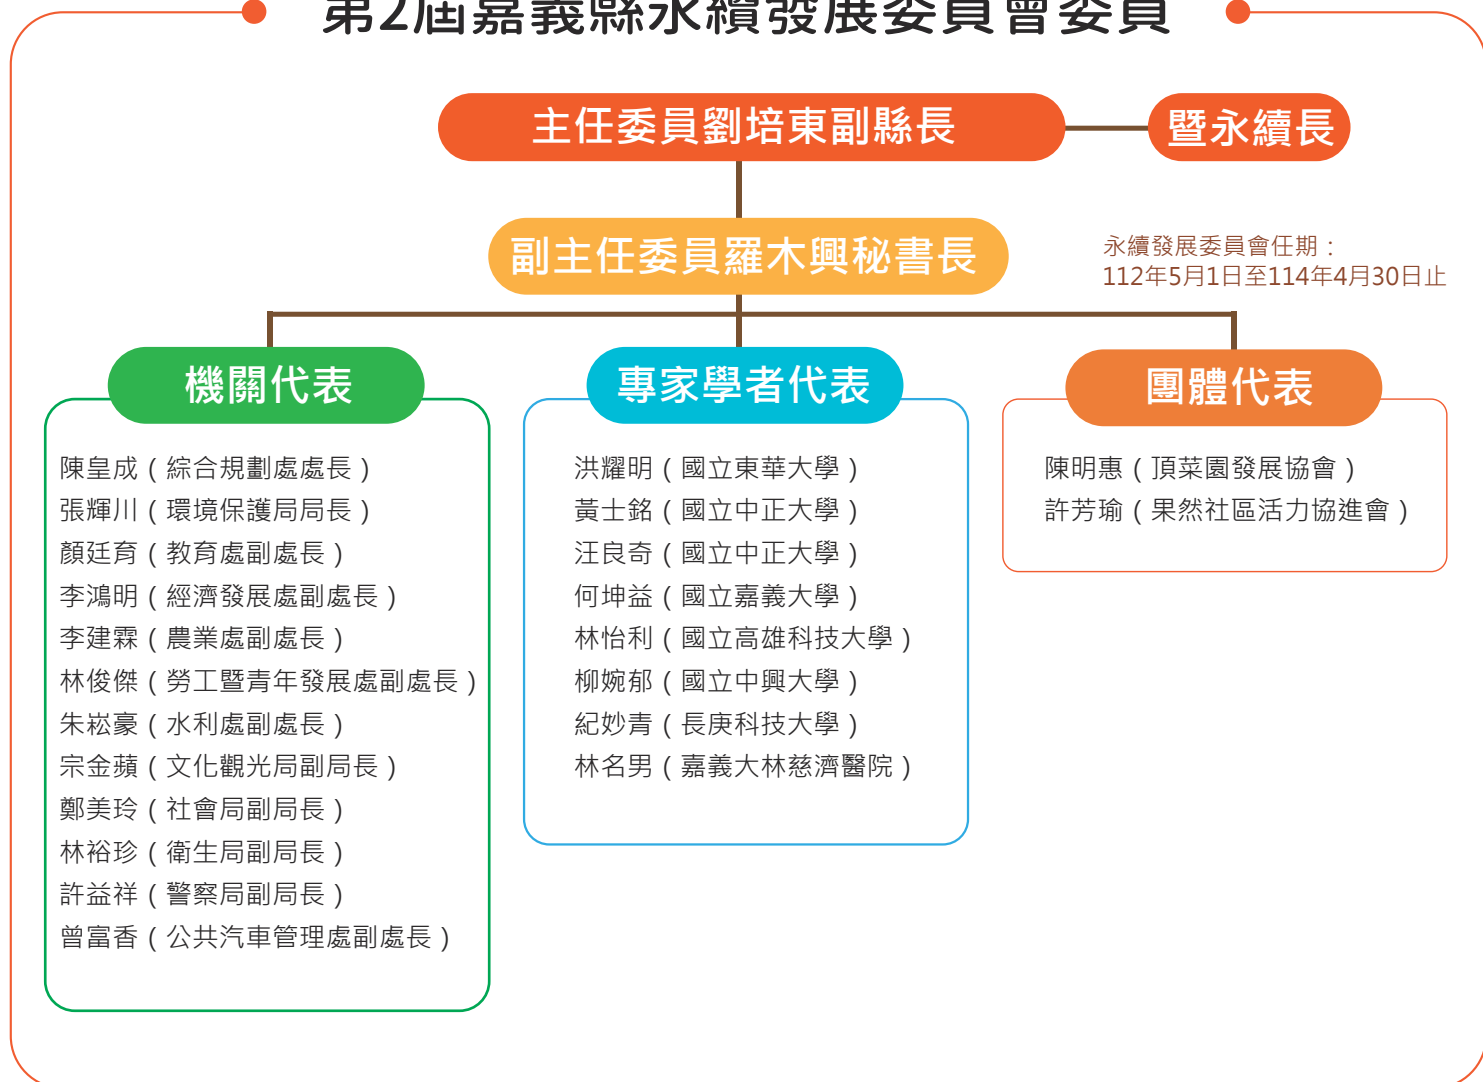 第2屆嘉義縣永續發展委員會委員
主任委員劉培東副縣長
暨永續長
副主任委員羅木興秘書長
永續發展委員會任期：
112年5月1日至114年4月30日止
機關代表
陳皇成（綜合規劃處處長）
張輝川（環境保護局局長）
顏廷育（教育處副處長）
李鴻明（經濟發展處副處長）
李建霖（農業處副處長）
林俊傑（勞工暨青年發展處副處長）
朱崧豪（水利處副處長）
宗金蘋（文化觀光局副局長）
鄭美玲（社會局副局長）
林裕珍（衛生局副局長）
許益祥（警察局副局長）
曾富香（公共汽車管理處副處長）
專家學者代表
洪耀明（國立東華大學）
黃士銘（國立中正大學）
汪良奇（國立中正大學）
何坤益（國立嘉義大學）
林怡利（國立高雄科技大學）
柳婉郁（國立中興大學）
紀妙青（長庚科技大學）
林名男（嘉義大林慈濟醫院）
團體代表
陳明惠（頂菜園發展協會）
許芳瑜（果然社區活力協進會）